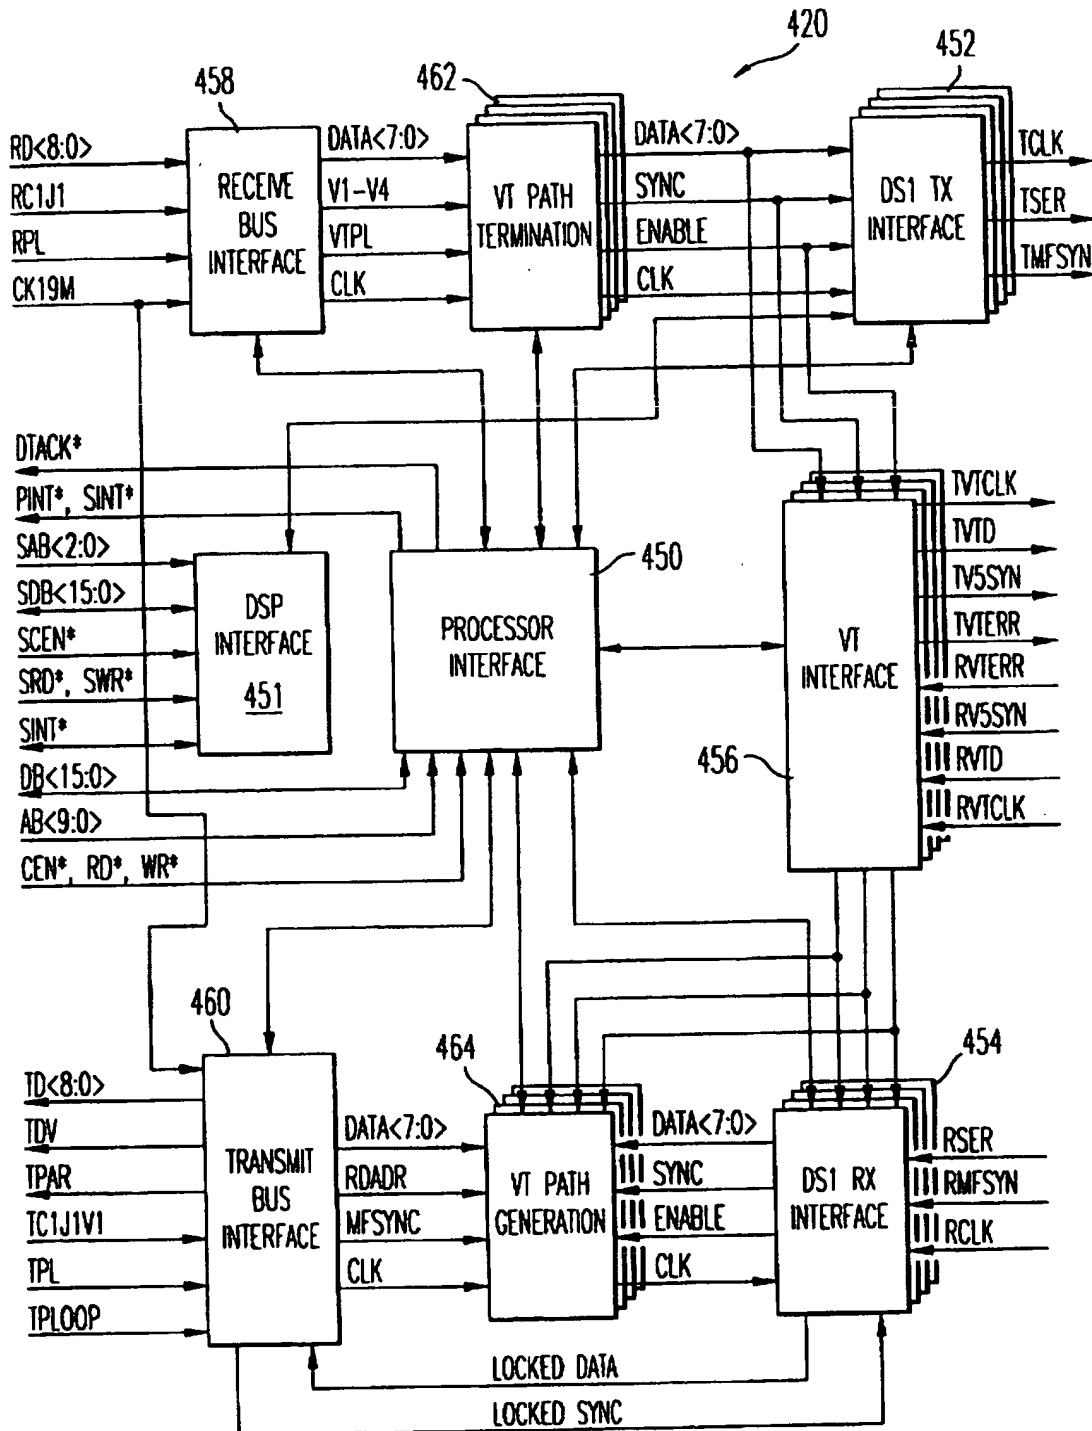 420
458
462
452
RD<8:0>
RC1J1
RPL
CK19M
RECEIVE
BUS
INTERFACE
DATA<7:0>
V1-V4
VTPL
CLK
VT PATH
TERMINATION
DATA<7:0>
SYNC
ENABLE
CLK
DS1 TX
INTERFACE
TCLK
TSER
TMFSYN
DTACK*
PINT*, SINT*
SAB<2:0>
SDB<15:0>
SCEN*
SRD*, SWR*
SINT*
DB<15:0>
AB<9:0>
CEN*, RD*, WR*
DSP
INTERFACE
451
PROCESSOR
INTERFACE
450
VT
INTERFACE
456
TVTCLK
TVTD
TV5SYN
TVTERR
RVTERR
RV5SYN
RVTD
RVTCLK
460
464
454
TD<8:0>
TDV
TPAR
TC1J1V1
TPL
TPLOOP
TRANSMIT
BUS
INTERFACE
DATA<7:0>
RDADR
MFSYNC
CLK
VT PATH
GENERATION
DATA<7:0>
SYNC
ENABLE
CLK
DS1 RX
INTERFACE
RSER
RMFSYN
RCLK
LOCKED DATA
LOCKED SYNC